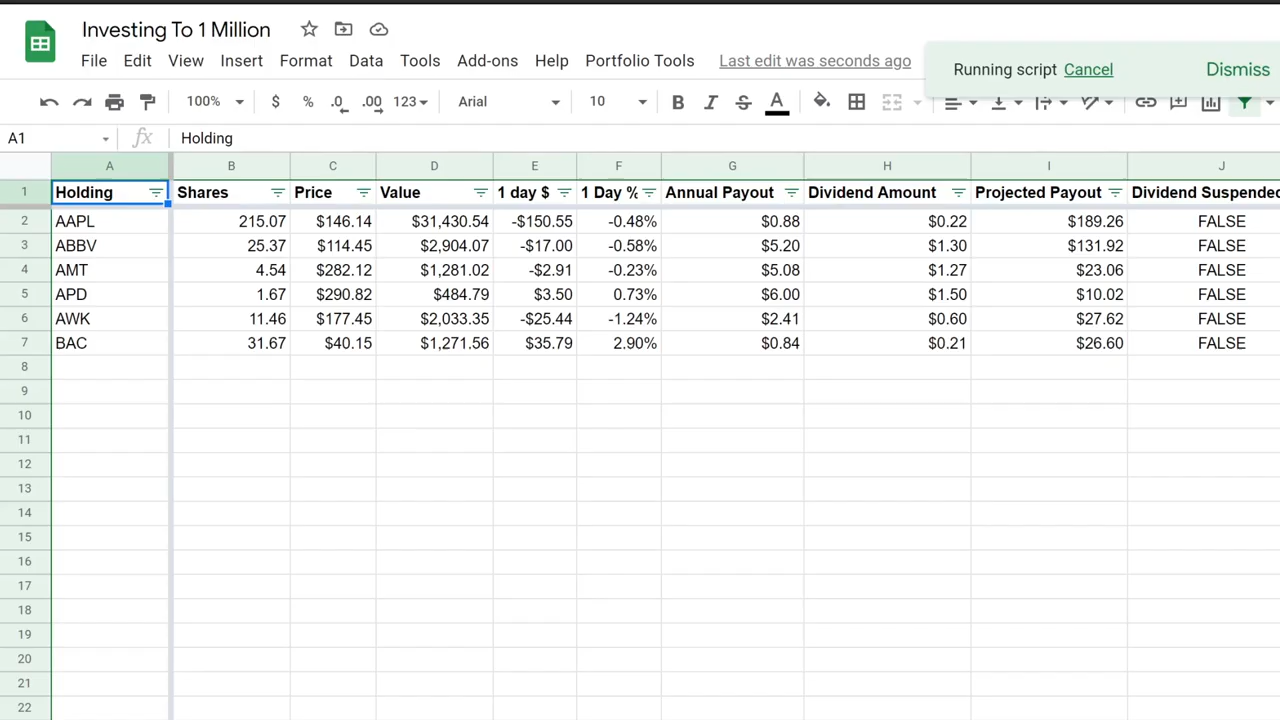 Investing To 1 Million
File Edit View Insert Format Data Tools Add-ons Help Portfolio Tools Last edit was seconds ago
Running script Cancel Dismiss
100% $ % .0 .00 123 Arial 10 B I S A
A1 fx Holding
A B C D E F G H I J
1 Holding Shares Price Value 1 day $ 1 Day % Annual Payout Dividend Amount Projected Payout Dividend Suspended
2 AAPL 215.07 $146.14 $31,430.54 -$150.55 -0.48% $0.88 $0.22 $189.26 FALSE
3 ABBV 25.37 $114.45 $2,904.07 -$17.00 -0.58% $5.20 $1.30 $131.92 FALSE
4 AMT 4.54 $282.12 $1,281.02 -$2.91 -0.23% $5.08 $1.27 $23.06 FALSE
5 APD 1.67 $290.82 $484.79 $3.50 0.73% $6.00 $1.50 $10.02 FALSE
6 AWK 11.46 $177.45 $2,033.35 -$25.44 -1.24% $2.41 $0.60 $27.62 FALSE
7 BAC 31.67 $40.15 $1,271.56 $35.79 2.90% $0.84 $0.21 $26.60 FALSE
8
9
10
11
12
13
14
15
16
17
18
19
20
21
22